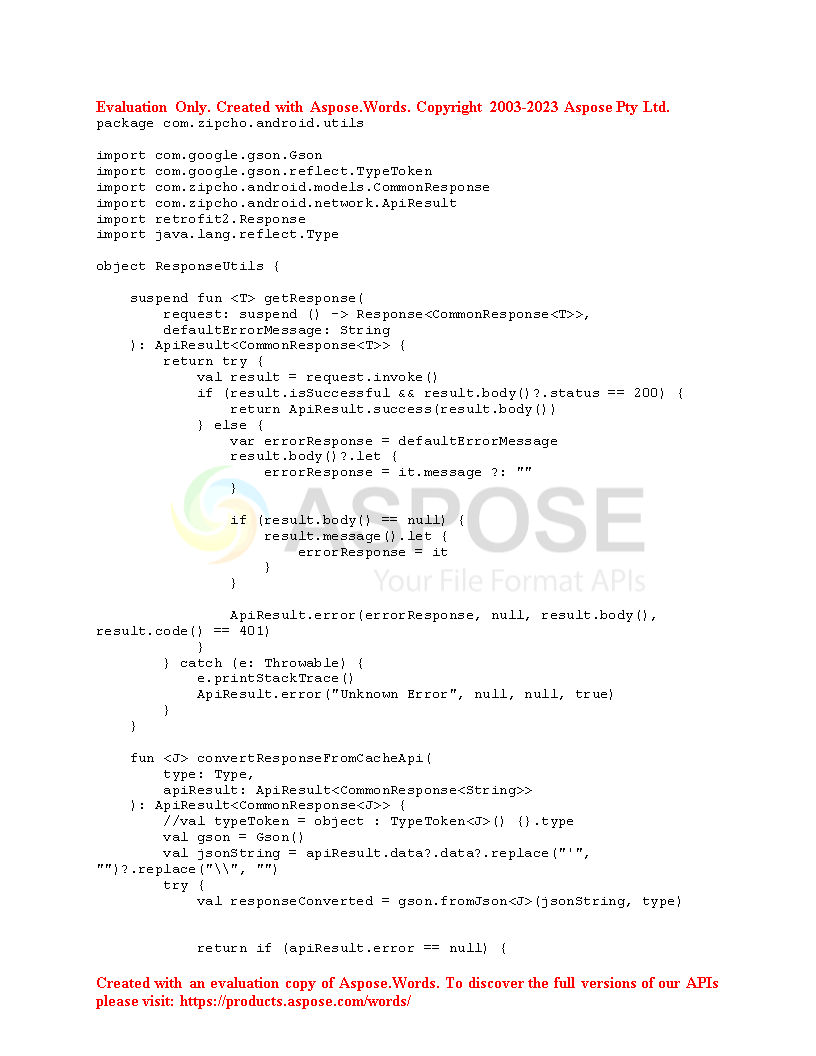 Evaluation Only. Created with Aspose.Words. Copyright 2003-2023 Aspose Pty Ltd.
package com.zipcho.android.utils

import com.google.gson.Gson
import com.google.gson.reflect.TypeToken
import com.zipcho.android.models.CommonResponse
import com.zipcho.android.network.ApiResult
import retrofit2.Response
import java.lang.reflect.Type

object ResponseUtils {

    suspend fun <T> getResponse(
        request: suspend () -> Response<CommonResponse<T>>,
        defaultErrorMessage: String
    ): ApiResult<CommonResponse<T>> {
        return try {
            val result = request.invoke()
            if (result.isSuccessful && result.body()?.status == 200) {
                return ApiResult.success(result.body())
            } else {
                var errorResponse = defaultErrorMessage
                result.body()?.let {
                    errorResponse = it.message ?: ""
                }

                if (result.body() == null) {
                    result.message().let {
                        errorResponse = it
                    }
                }

                ApiResult.error(errorResponse, null, result.body(),
result.code() == 401)
            }
        } catch (e: Throwable) {
            e.printStackTrace()
            ApiResult.error("Unknown Error", null, null, true)
        }
    }

    fun <J> convertResponseFromCacheApi(
        type: Type,
        apiResult: ApiResult<CommonResponse<String>>
    ): ApiResult<CommonResponse<J>> {
        //val typeToken = object : TypeToken<J>() {}.type
        val gson = Gson()
        val jsonString = apiResult.data?.data?.replace("'",
"")?.replace("\\", "")
        try {
            val responseConverted = gson.fromJson<J>(jsonString, type)


            return if (apiResult.error == null) {
ASPOSE
Your File Format APIs
Created with an evaluation copy of Aspose.Words. To discover the full versions of our APIs
please visit: https://products.aspose.com/words/